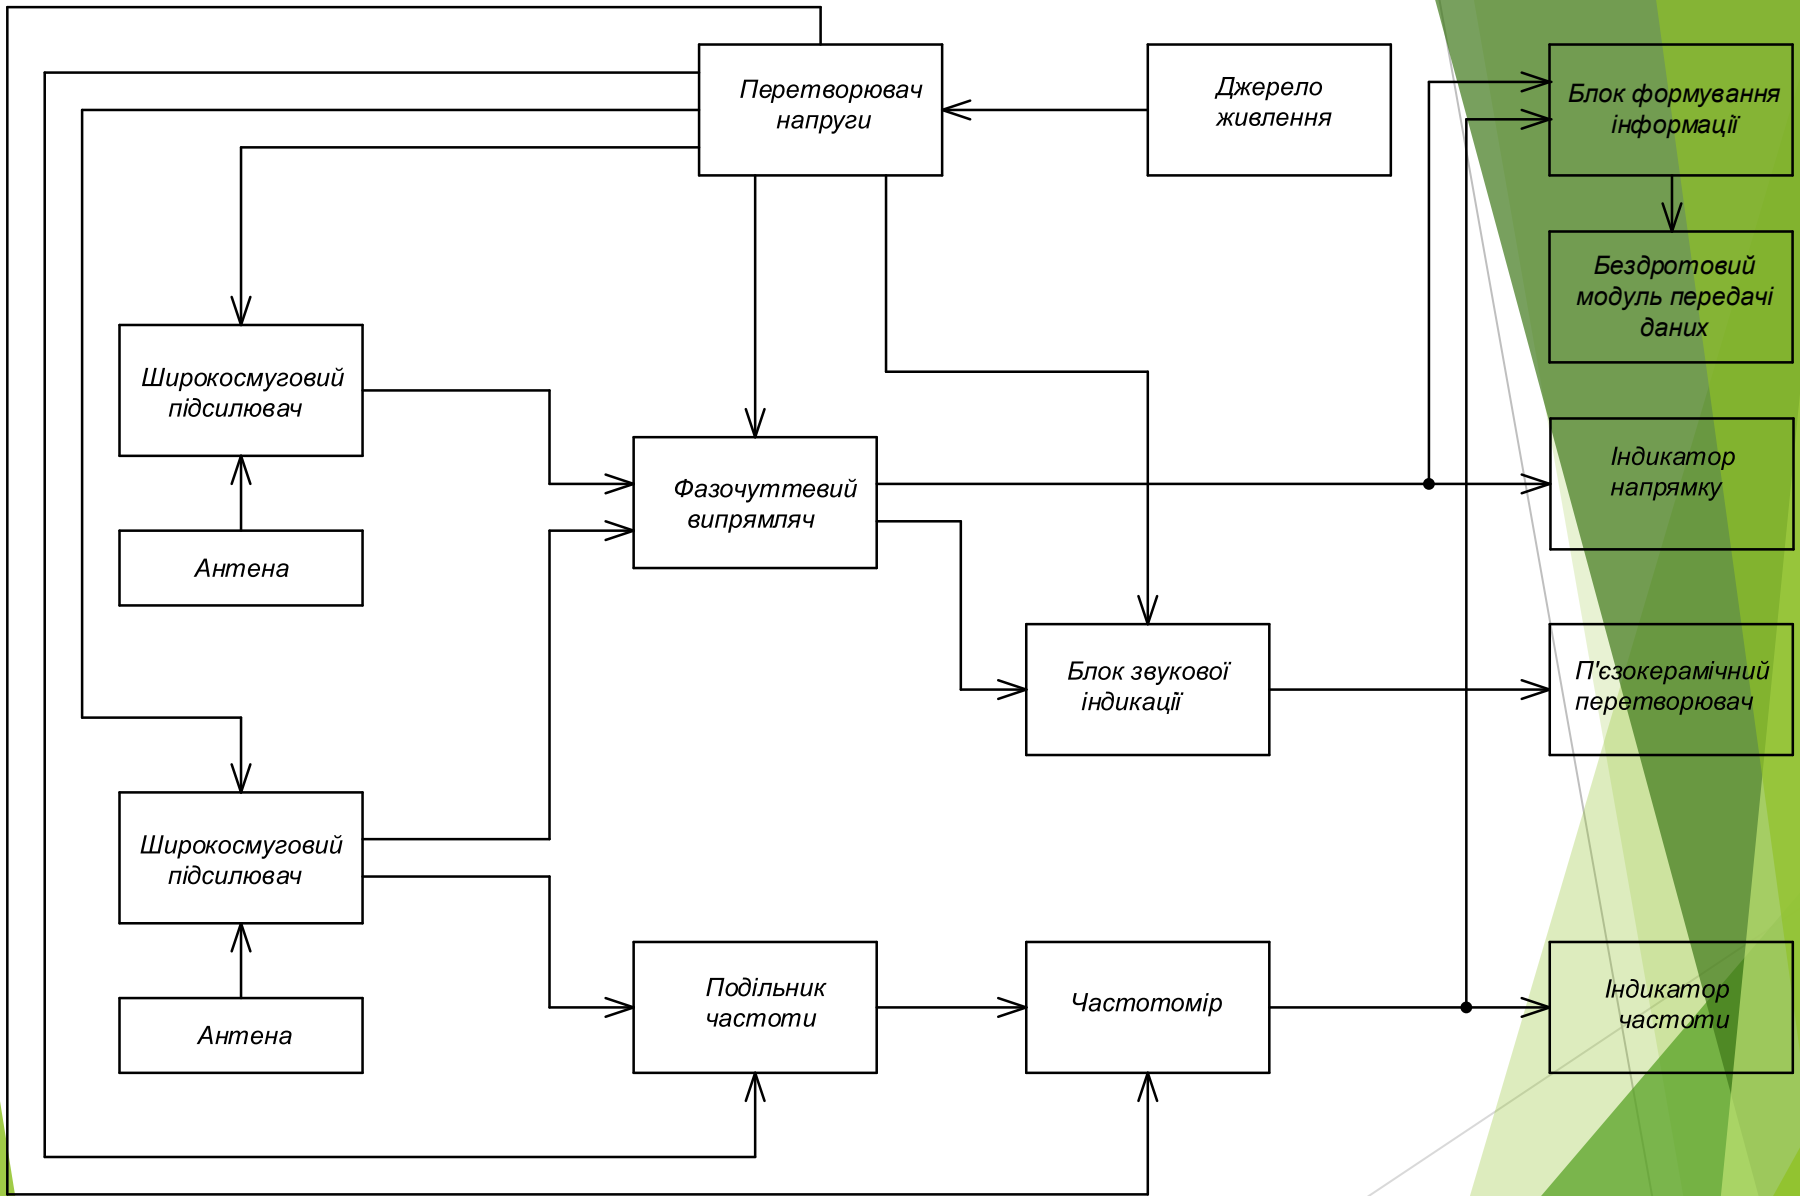 Перетворювач
напруги
Джерело
живлення
Блок формування
інформації
Бездротовий
модуль передачі
даних
Широкосмуговий
підсилювач
Антена
Фазочуттевий
випрямляч
Індикатор
напрямку
Блок звукової
індикації
П'єзокерамічний
перетворювач
Широкосмуговий
підсилювач
Антена
Подільник
частоти
Частотомір
Індикатор
частоти